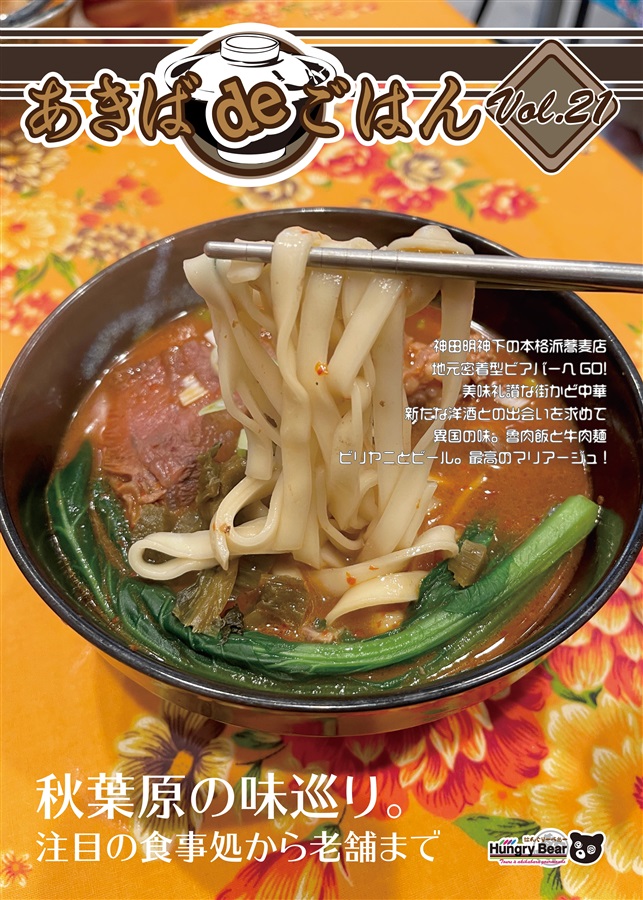 あきばdeごはん Vol.21
神田明神下の本格派蕎麦店
地元密着型ビアバーへGO!
美味礼讃な街かど中華
新たな洋酒との出会いを求めて
異国の味。魯肉飯と牛肉麺
ビリヤニとビール。最高のマリアージュ!
秋葉原の味巡り。
注目の食事処から老舗まで
Hungry Bear